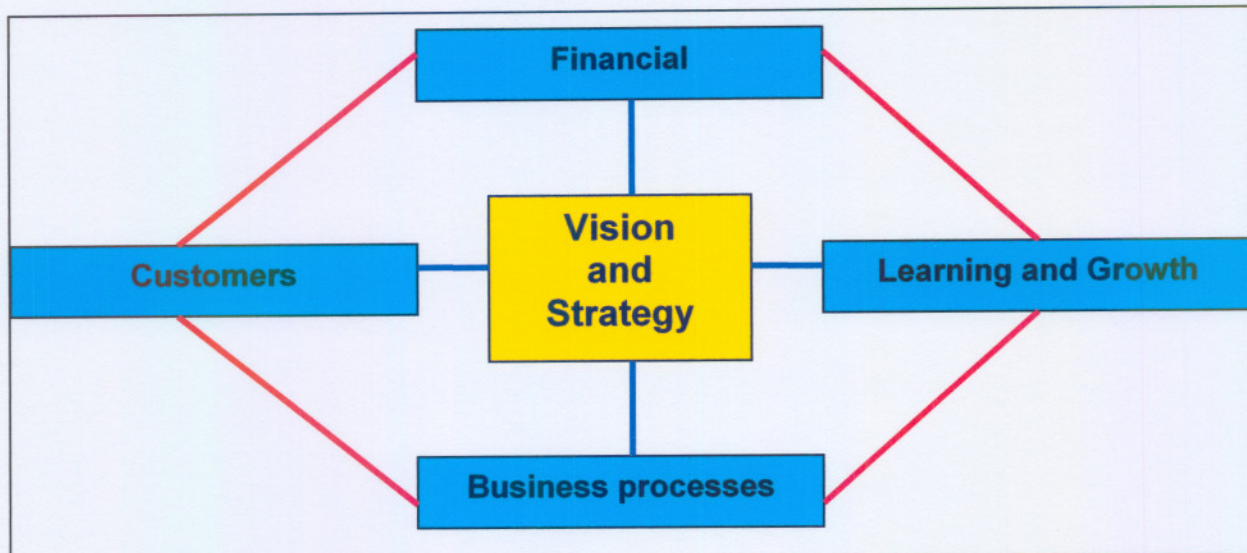 Financial
Vision
and
Strategy
Customers
Learning and Growth
Business processes